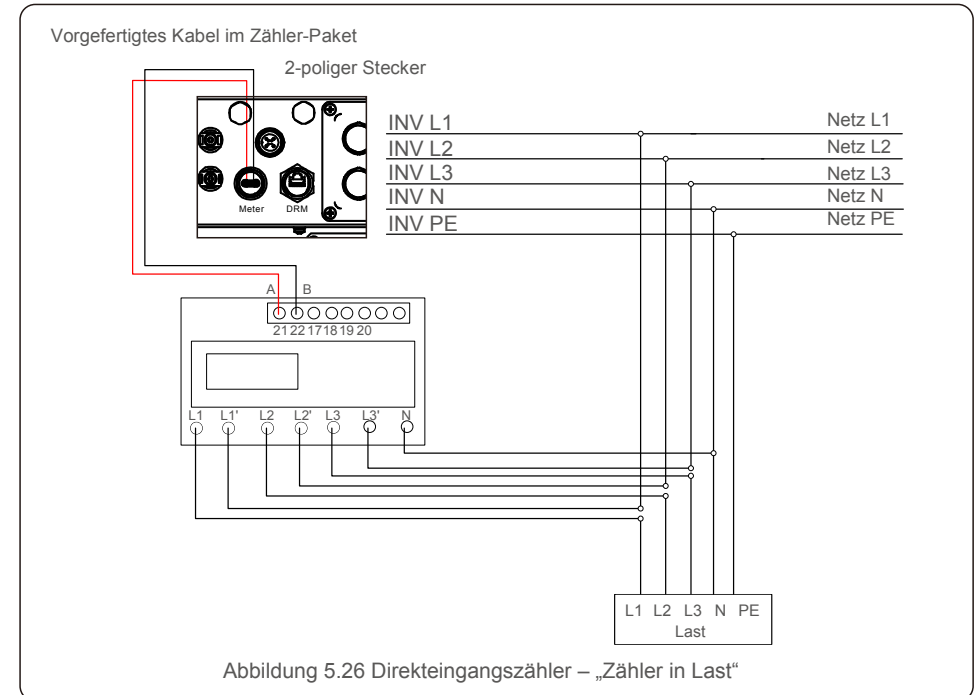 Vorgefertigtes Kabel im Zähler-Paket
2-poliger Stecker
INV L1 Netz L1
INV L2 Netz L2
INV L3 Netz L3
INV N Netz N
INV PE Netz PE
Meter DRM
A B
21 22 17 18 19 20
L1 L1' L2 L2' L3 L3' N
L1 L2 L3 N PE
Last
Abbildung 5.26 Direkteingangszähler – „Zähler in Last“